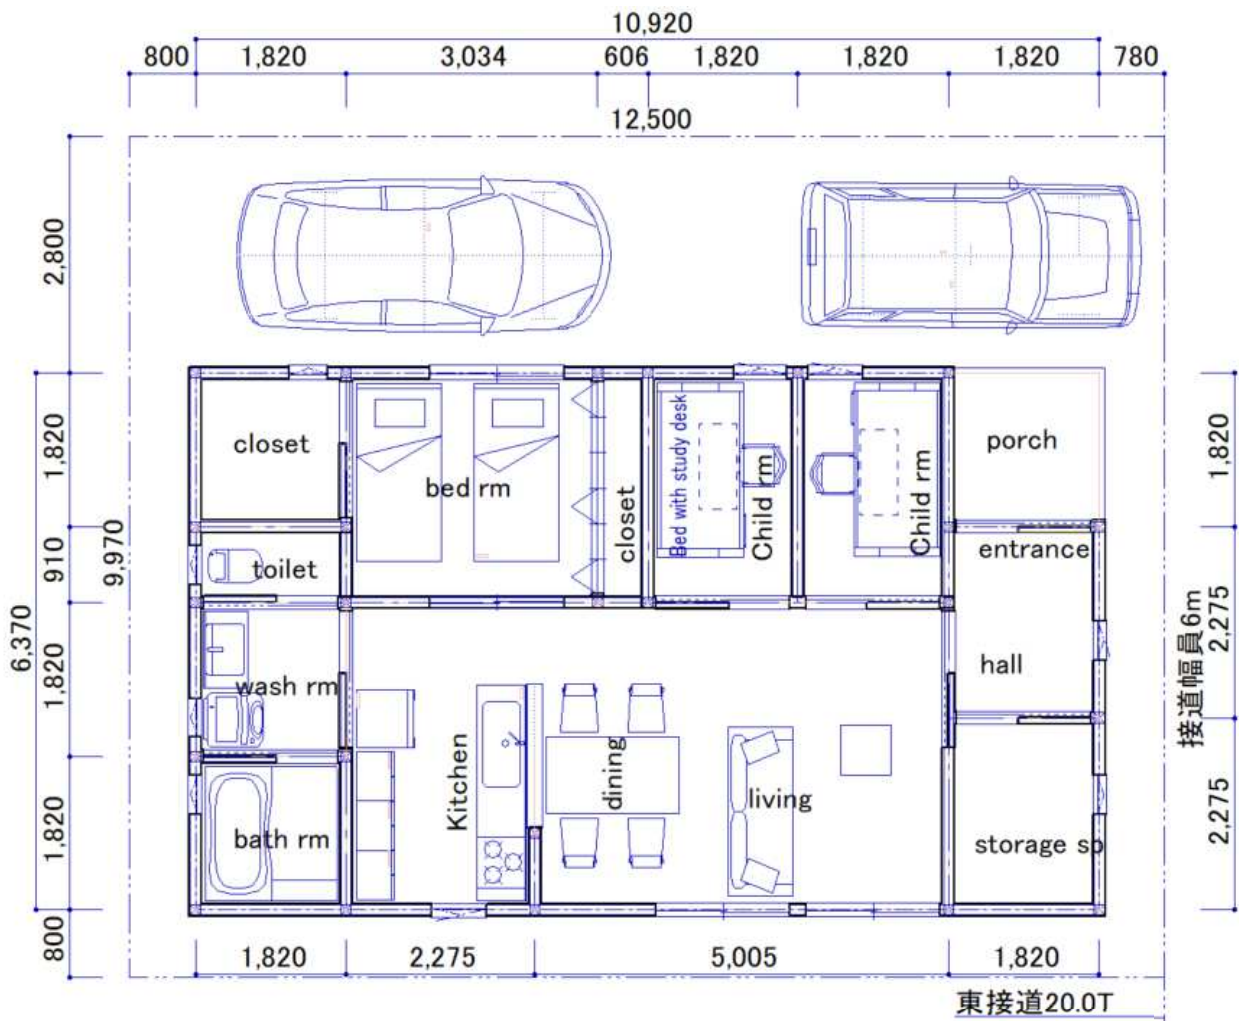 10,920
800 1,820 3,034 606 1,820 1,820 1,820 780
12,500
2,800
1,820
910
9,970
6,370
1,820
1,820
800
closet
bed rm
closet
Bed with study desk
Child rm
Child rm
porch
1,820
toilet
entrance
wash rm
hall
2,275
接道幅員6m
bath rm
Kitchen
dining
living
storage sp
2,275
1,820 2,275 5,005 1,820
東接道20.0T